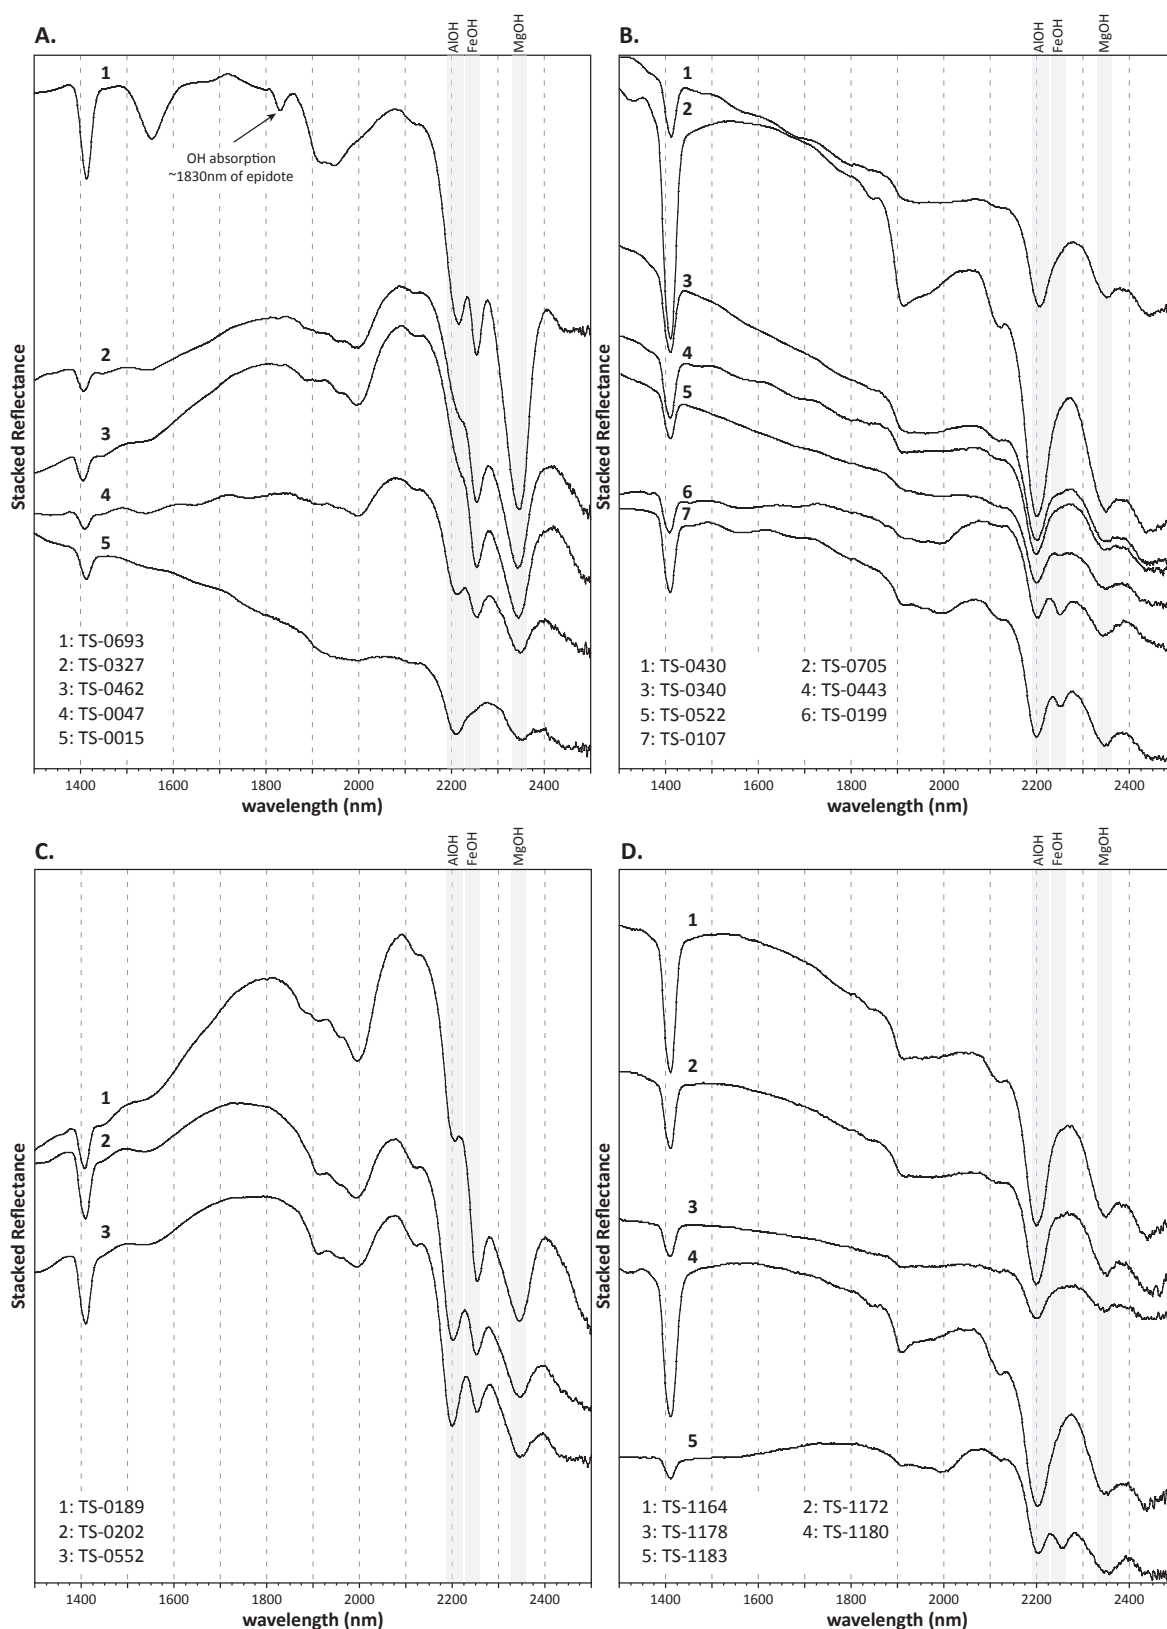 A.
AlOH
FeOH
MgOH
1
OH absorption
~1830nm of epidote
2
3
4
5
1: TS-0693
2: TS-0327
3: TS-0462
4: TS-0047
5: TS-0015
Stacked Reflectance
1400 1600 1800 2000 2200 2400
wavelength (nm)
B.
AlOH
FeOH
MgOH
1
2
3
4
5
6
7
1: TS-0430 2: TS-0705
3: TS-0340 4: TS-0443
5: TS-0522 6: TS-0199
7: TS-0107
Stacked Reflectance
1400 1600 1800 2000 2200 2400
wavelength (nm)
C.
AlOH
FeOH
MgOH
1
2
3
1: TS-0189
2: TS-0202
3: TS-0552
Stacked Reflectance
1400 1600 1800 2000 2200 2400
wavelength (nm)
D.
AlOH
FeOH
MgOH
1
2
3
4
5
1: TS-1164 2: TS-1172
3: TS-1178 4: TS-1180
5: TS-1183
Stacked Reflectance
1400 1600 1800 2000 2200 2400
wavelength (nm)